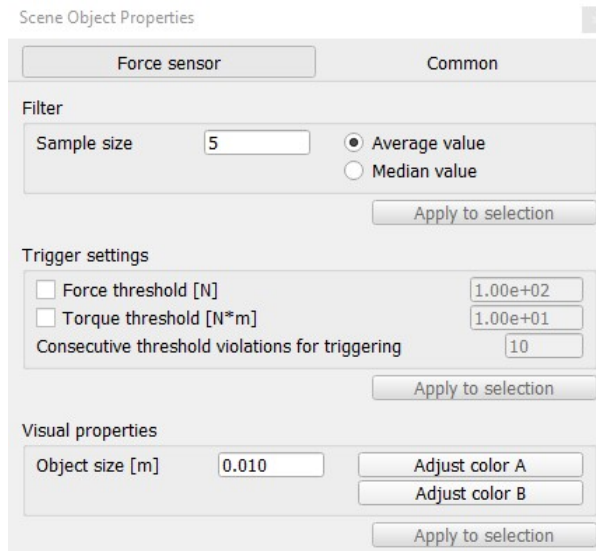 Scene Object Properties
Force sensor Common
Filter
Sample size 5 Average value
Median value
Apply to selection
Trigger settings
Force threshold [N] 1.00e+02
Torque threshold [N*m] 1.00e+01
Consecutive threshold violations for triggering 10
Apply to selection
Visual properties
Object size [m] 0.010 Adjust color A
Adjust color B
Apply to selection